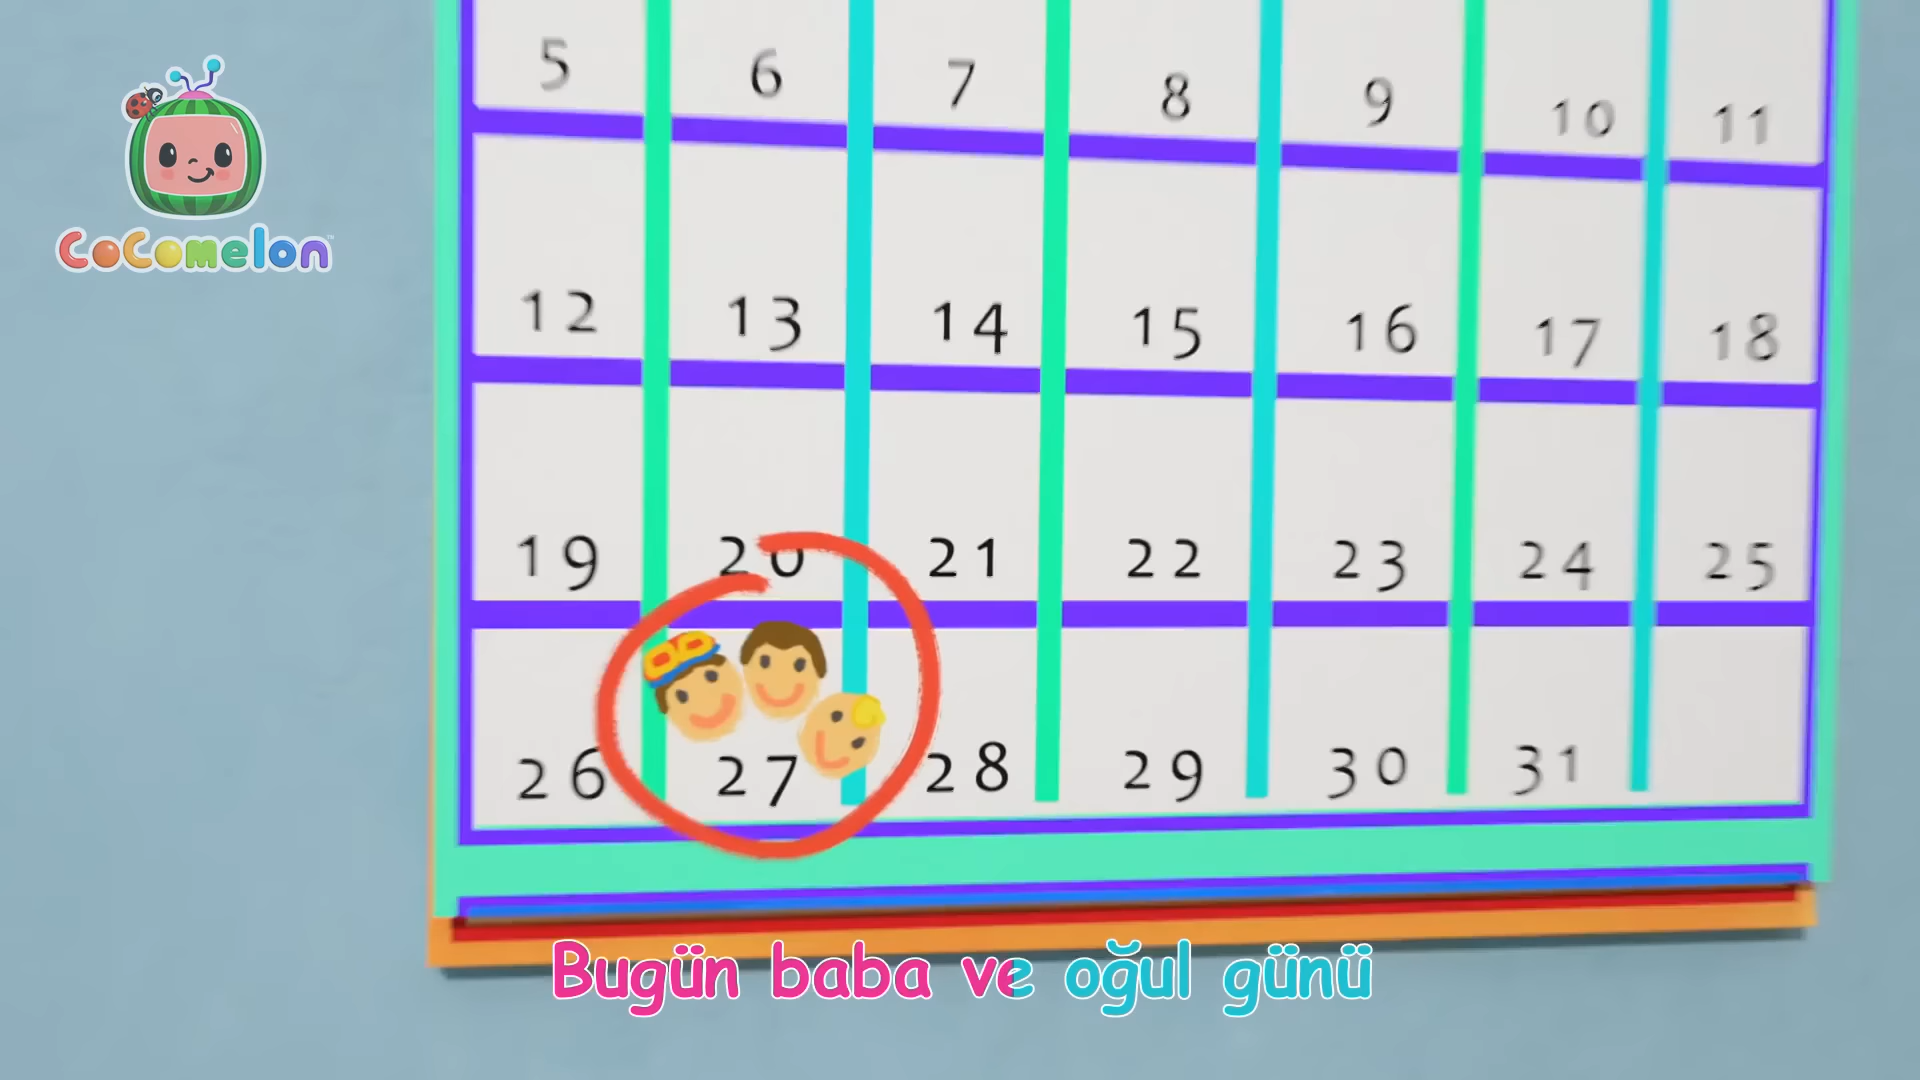 CoComelon™
5 6 7 8 9 10 11
12 13 14 15 16 17 18
19 20 21 22 23 24 25
26 27 28 29 30 31
Bugün baba ve oğul günü